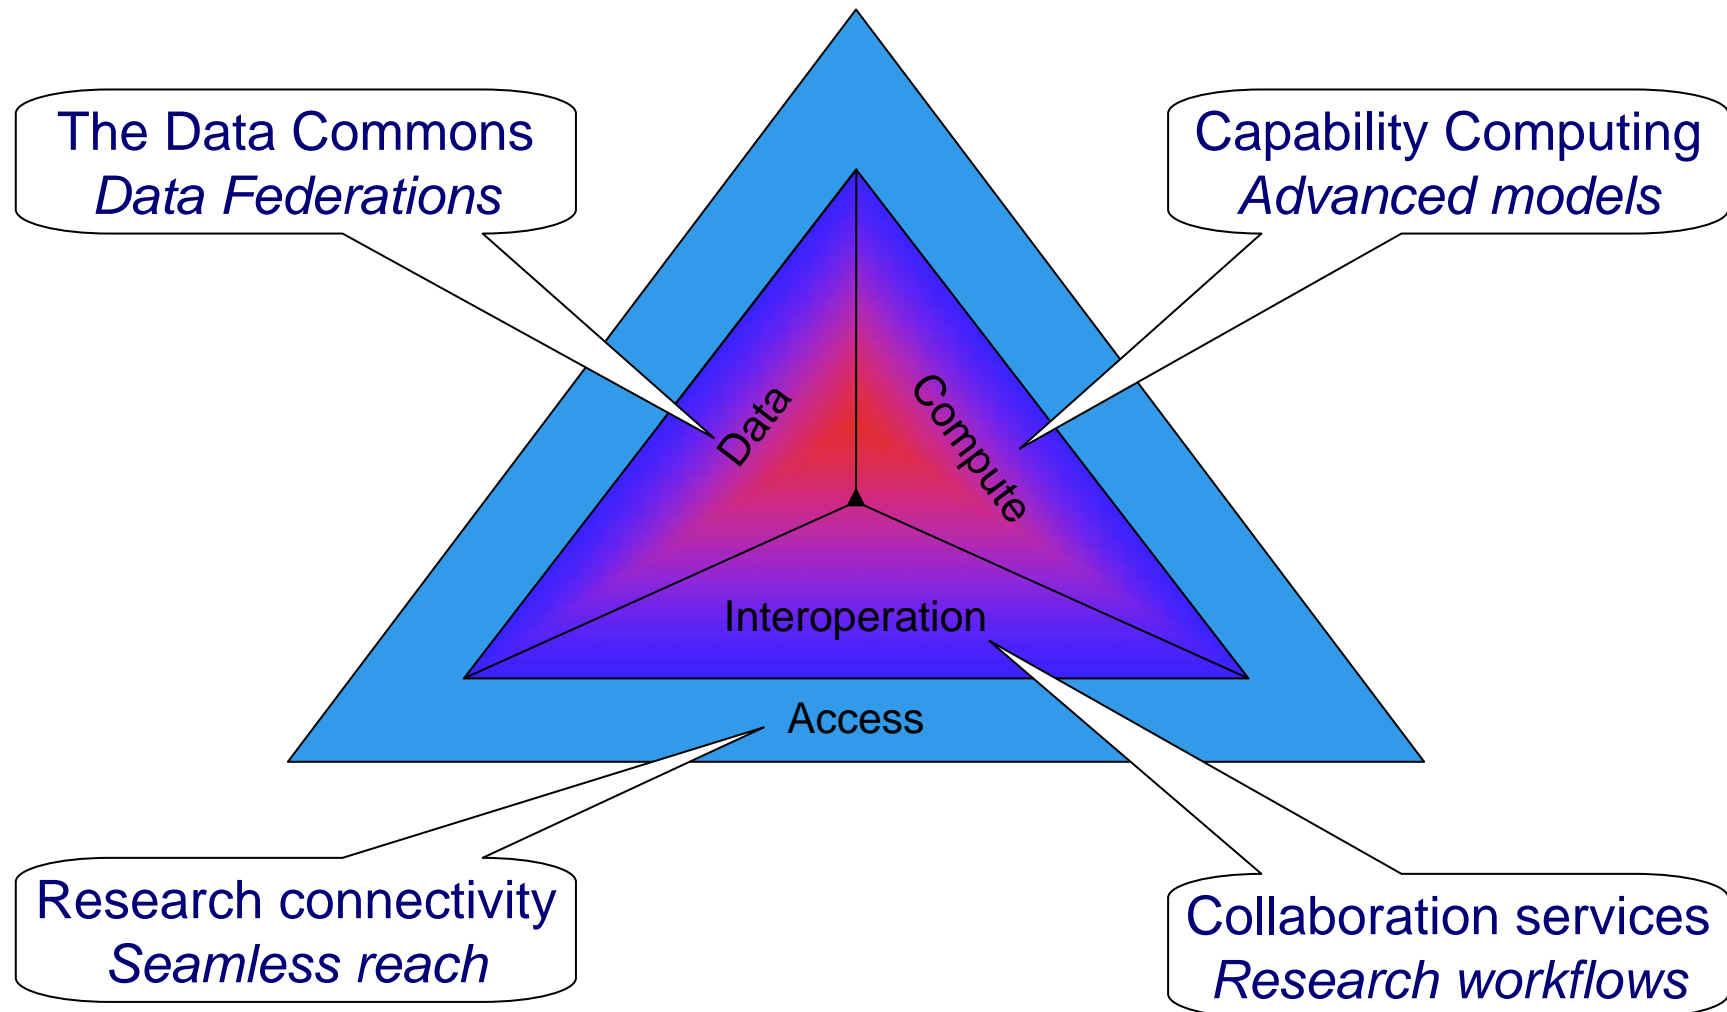 The Data Commons
Data Federations
Capability Computing
Advanced models
Data
Compute
Interoperation
Access
Research connectivity
Seamless reach
Collaboration services
Research workflows